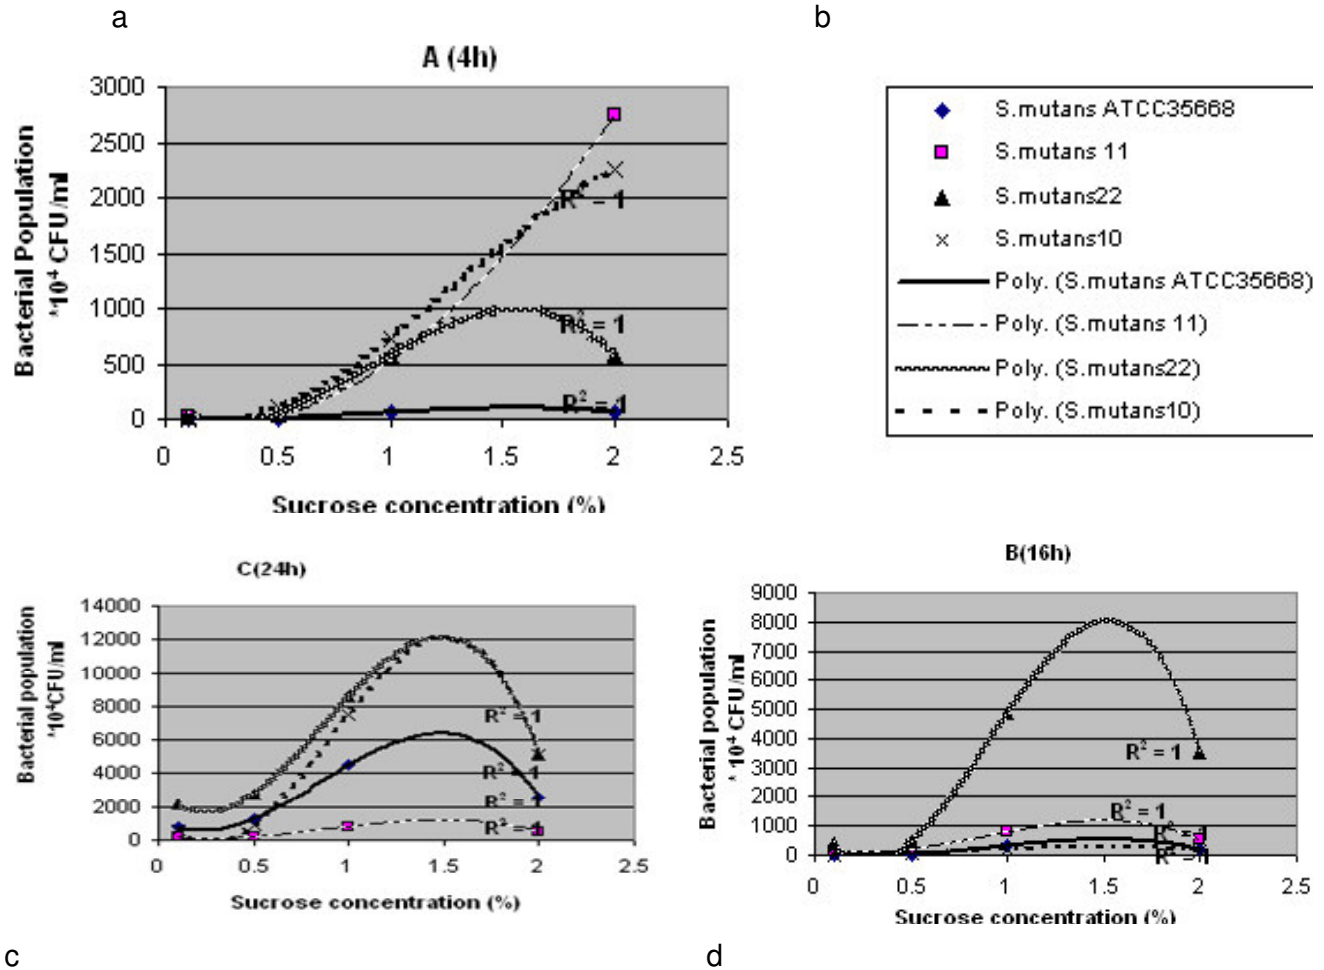 a
b
A (4h)
3000
2500
2000
1500
1000
500
0
Bacterial Population
*10⁴ CFU/ml
R² = 1
R² = 1
R² = 1
0 0.5 1 1.5 2 2.5
Sucrose concentration (%)
S.mutans ATCC35668
S.mutans 11
S.mutans22
S.mutans10
Poly. (S.mutans ATCC35668)
Poly. (S.mutans 11)
Poly. (S.mutans22)
Poly. (S.mutans10)
C(24h)
14000
12000
10000
8000
6000
4000
2000
0
Bacterial population
*10⁴CFU/ml
R² = 1
R² = 1
R² = 1
R² = 1
0 0.5 1 1.5 2 2.5
Sucrose concentration (%)
B(16h)
9000
8000
7000
6000
5000
4000
3000
2000
1000
0
Bacterial population
* 10⁴ CFU/ml
R² = 1
R² = 1
R² = 1
R² = 1
0 0.5 1 1.5 2 2.5
Sucrose concentration (%)
c
d